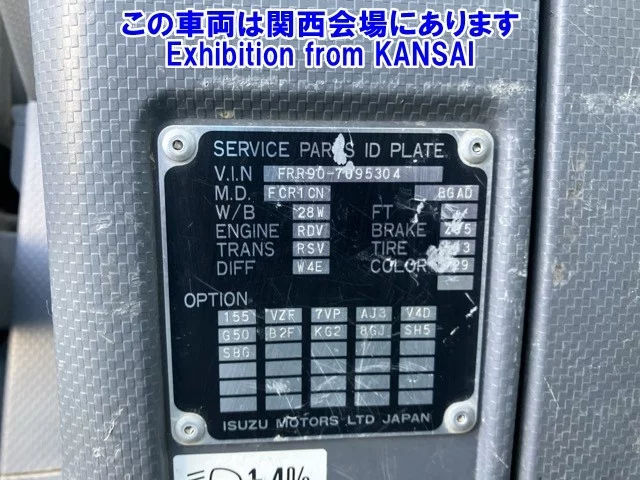 この車両は関西会場にあります
Exhibition from KANSAI
SERVICE PARTS ID PLATE
V.I.N FRR90-7095304
M.D. FCR1CN 8GAD
W/B 28W FT
ENGINE RDV BRAKE
TRANS RSV TIRE
DIFF W4E COLOR 729
OPTION
155 VZR 7VP AJ3 V4D
G50 B2F KG2 8GJ SH5
SBG
ISUZU MOTORS LTD JAPAN